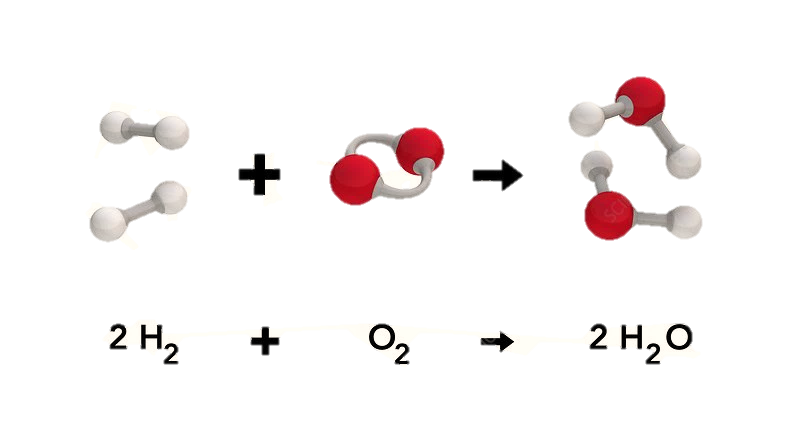 + →
2 H₂ + O₂ → 2 H₂O